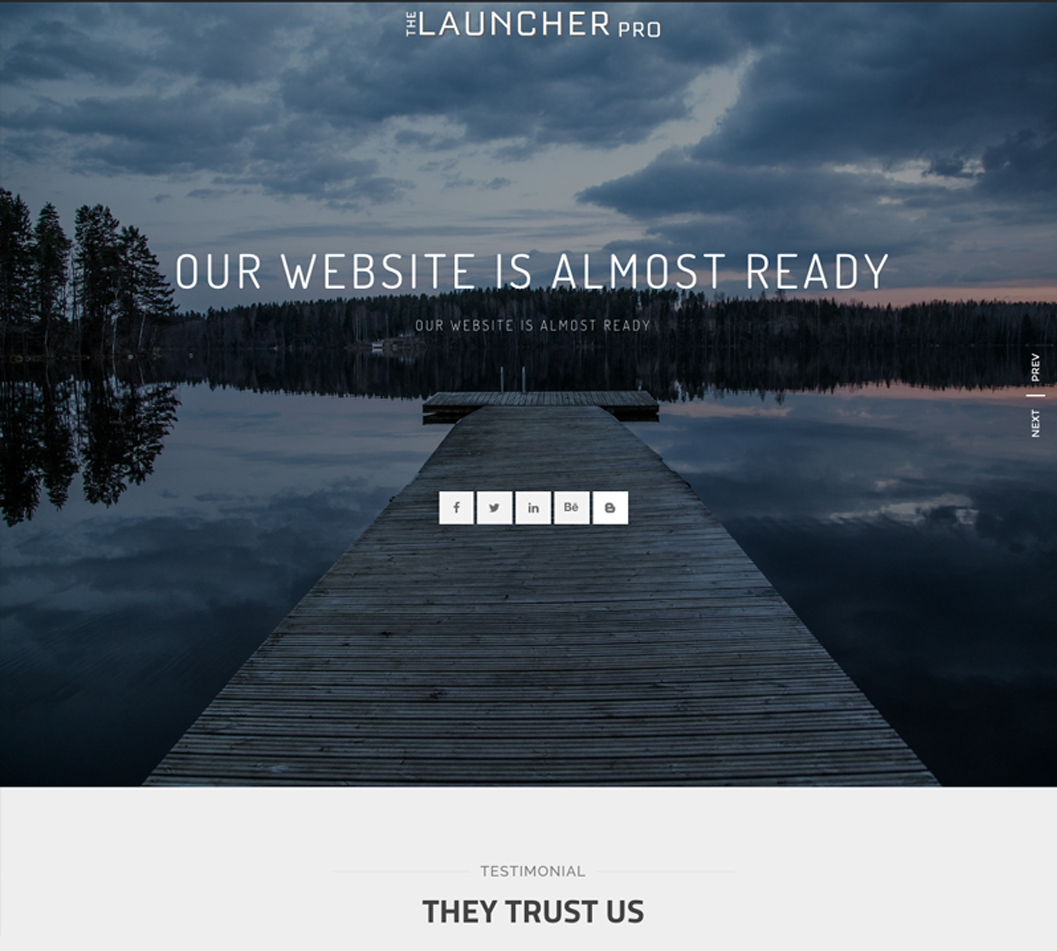 THE LAUNCHER PRO
OUR WEBSITE IS ALMOST READY
OUR WEBSITE IS ALMOST READY
PREV
NEXT
Bē
TESTIMONIAL
THEY TRUST US